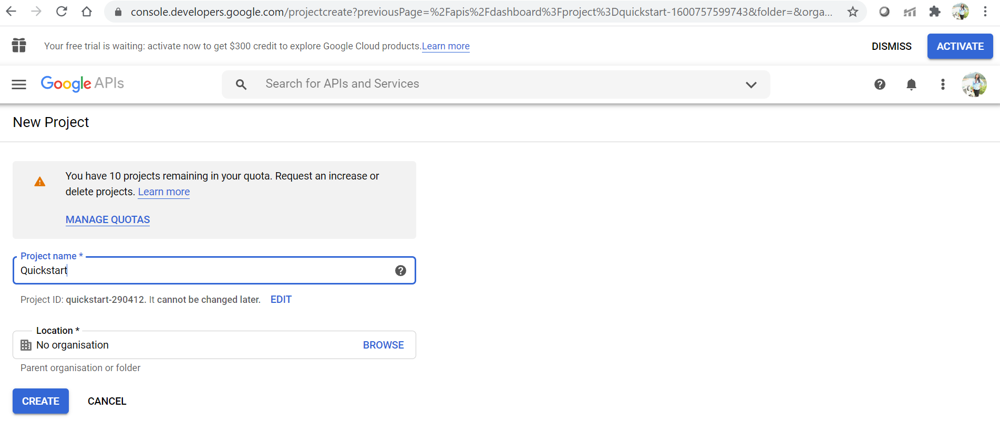 console.developers.google.com/projectcreate?previousPage=%2Fapis%2Fdashboard%3Fproject%3Dquickstart-1600757599743&folder=&orga...
Your free trial is waiting: activate now to get $300 credit to explore Google Cloud products.Learn more
DISMISS
ACTIVATE
Google APIs
Search for APIs and Services
New Project
You have 10 projects remaining in your quota. Request an increase or
delete projects. Learn more
MANAGE QUOTAS
Project name *
Quickstart
Project ID: quickstart-290412. It cannot be changed later. EDIT
Location *
No organisation
BROWSE
Parent organisation or folder
CREATE
CANCEL